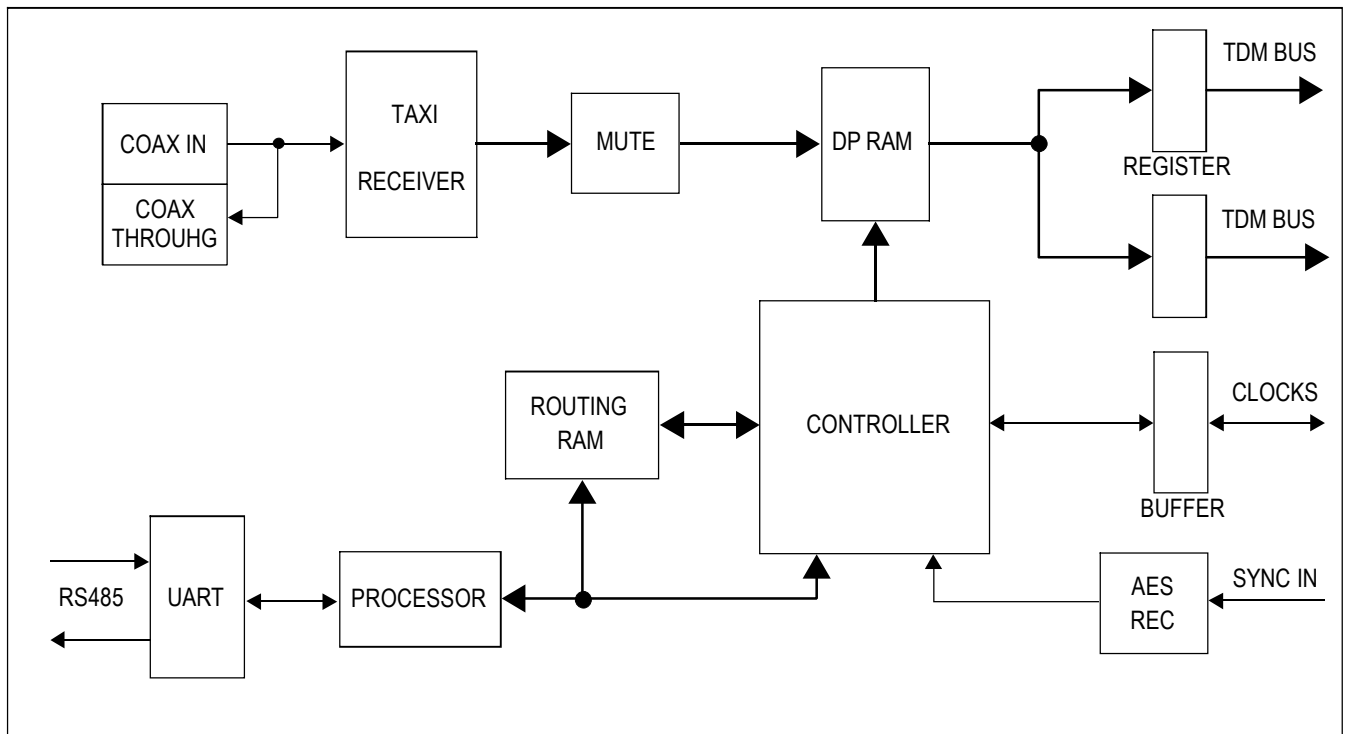 TDM BUS
TAXI
RECEIVER
COAX IN
MUTE
DP RAM
REGISTER
COAX
THROUHG
TDM BUS
ROUTING
RAM
CONTROLLER
CLOCKS
BUFFER
RS485
UART
PROCESSOR
AES
REC
SYNC IN